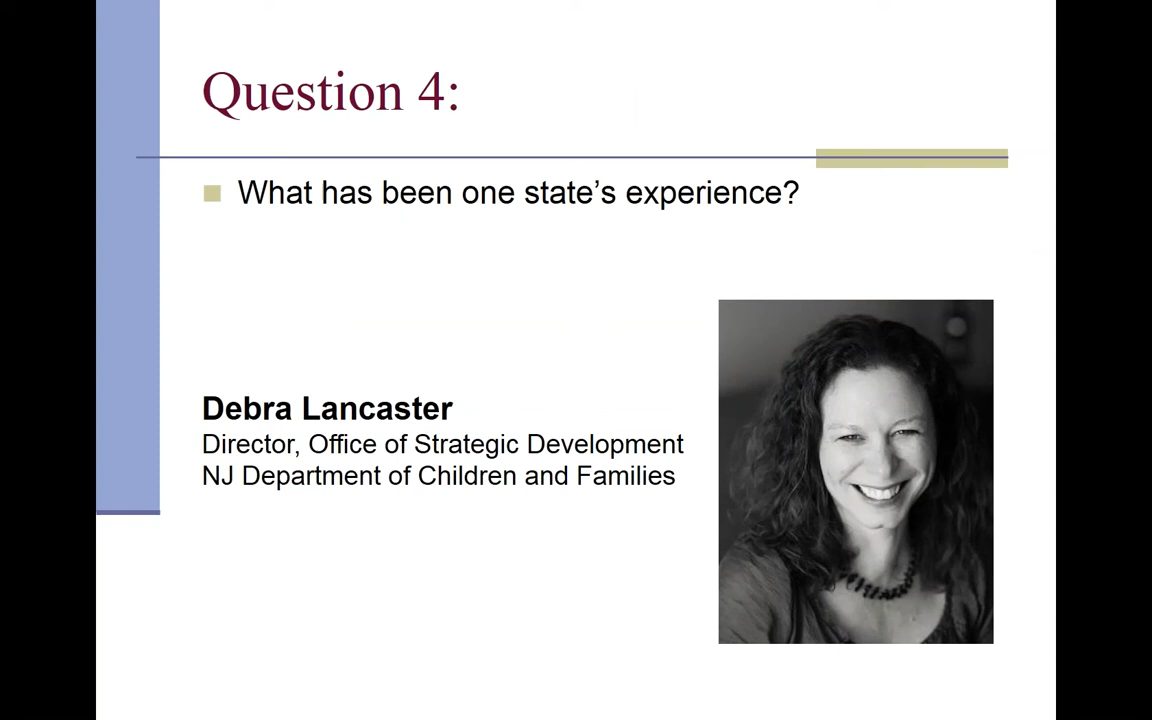 Question 4:
What has been one state’s experience?
Debra Lancaster
Director, Office of Strategic Development
NJ Department of Children and Families